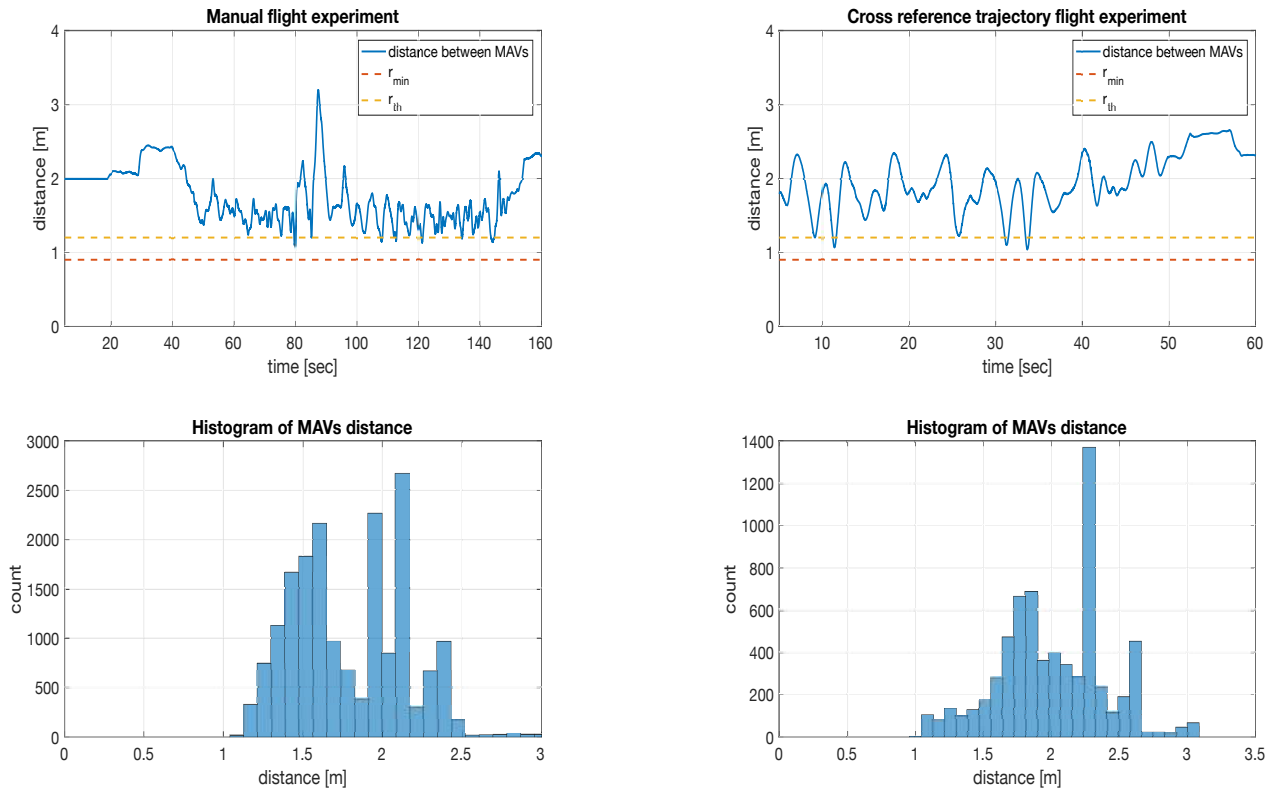 Manual flight experiment
4
3
2
1
0
distance [m]
distance between MAVs
r_min
r_th
20 40 60 80 100 120 140 160
time [sec]
Cross reference trajectory flight experiment
4
3
2
1
0
distance [m]
distance between MAVs
r_min
r_th
10 20 30 40 50 60
time [sec]
Histogram of MAVs distance
3000
2500
2000
1500
1000
500
0
count
0 0.5 1 1.5 2 2.5 3
distance [m]
Histogram of MAVs distance
1400
1200
1000
800
600
400
200
0
count
0 0.5 1 1.5 2 2.5 3 3.5
distance [m]